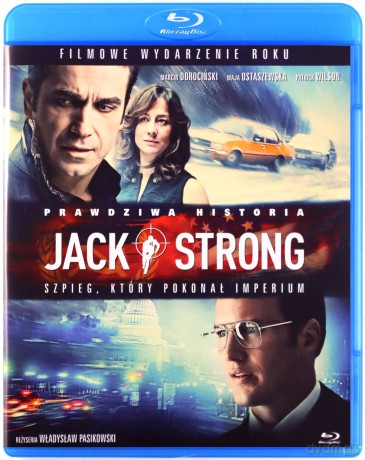 Blu-ray Disc
FILMOWE WYDARZENIE ROKU
MARCIN DOROCIŃSKI MAJA OSTASZEWSKA PATRICK WILSON
PRAWDZIWA HISTORIA
JACK STRONG
SZPIEG, KTÓRY POKONAŁ IMPERIUM
REŻYSERIA WŁADYSŁAW PASIKOWSKI